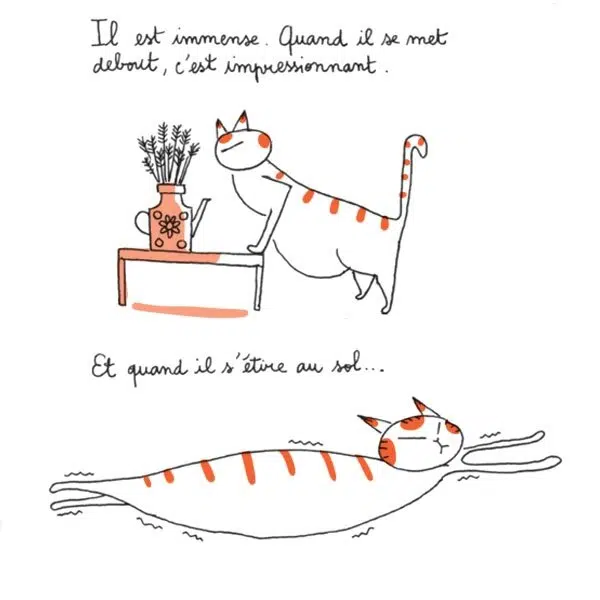 Il est immense. Quand il se met
debout, c'est impressionnant.
Et quand il s'étire au sol...